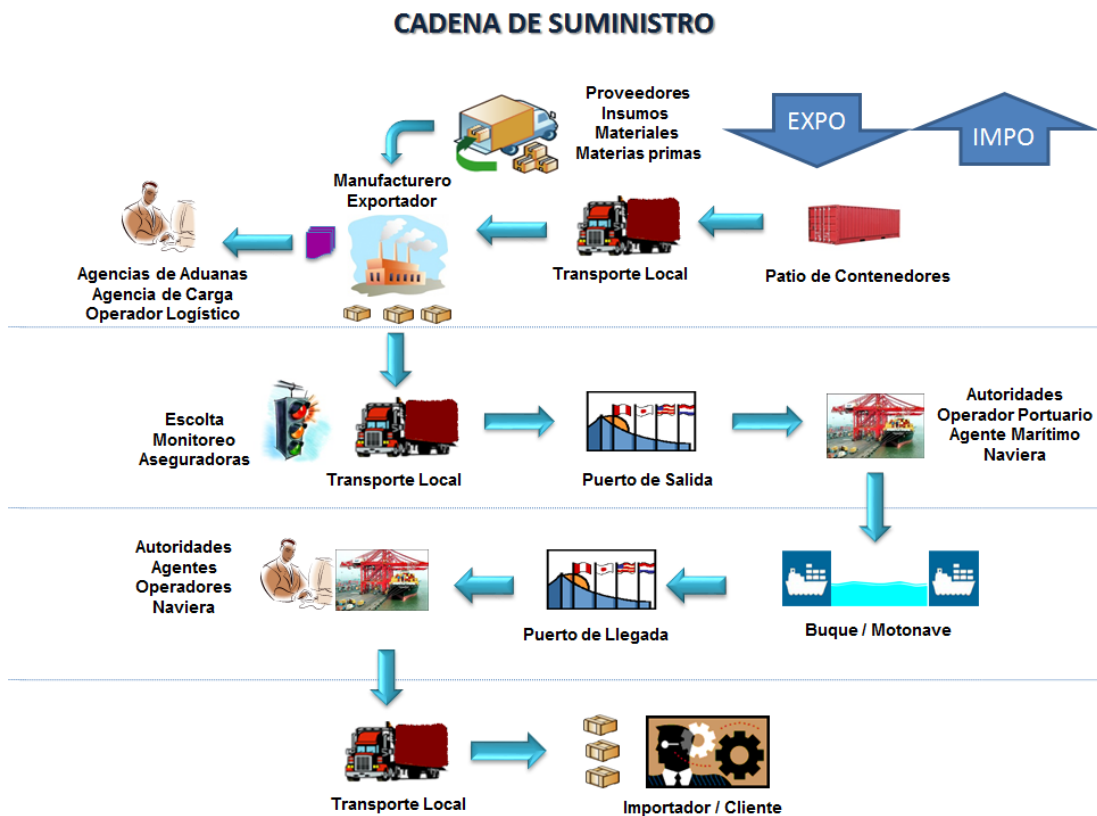 CADENA DE SUMINISTRO
Proveedores
Insumos
Materiales
Materias primas
EXPO
IMPO
Manufacturero
Exportador
Agencias de Aduanas
Agencia de Carga
Operador Logístico
Transporte Local
Patio de Contenedores
Escolta
Monitoreo
Aseguradoras
Transporte Local
Puerto de Salida
Autoridades
Operador Portuario
Agente Marítimo
Naviera
Autoridades
Agentes
Operadores
Naviera
Puerto de Llegada
Buque / Motonave
Transporte Local
Importador / Cliente